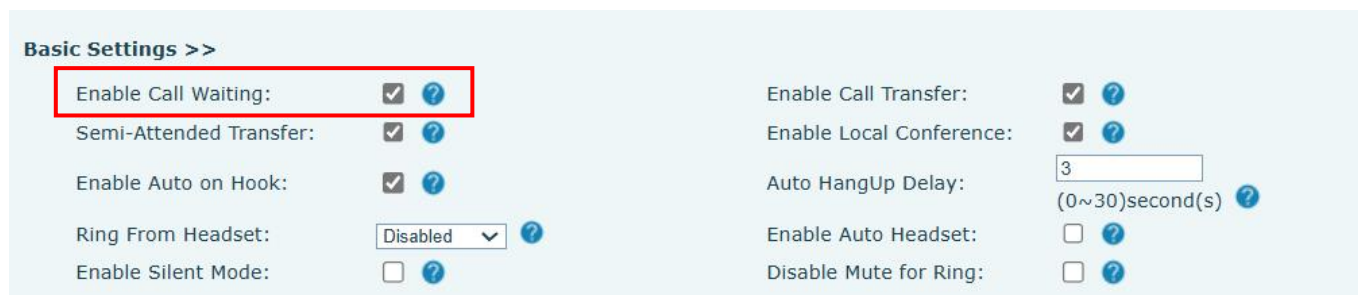 Basic Settings >>
Enable Call Waiting: ? Enable Call Transfer: ?
Semi-Attended Transfer: ? Enable Local Conference: ?
Enable Auto on Hook: ? Auto HangUp Delay: 3
(0~30)second(s) ?
Ring From Headset: Disabled ? Enable Auto Headset: ?
Enable Silent Mode: ? Disable Mute for Ring: ?